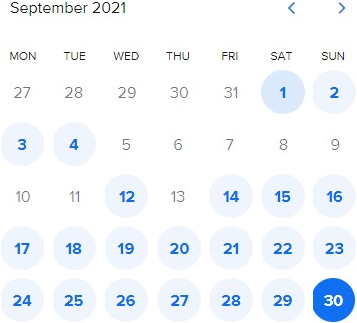 September 2021
MON TUE WED THU FRI SAT SUN
27 28 29 30 31 1 2
3 4 5 6 7 8 9
10 11 12 13 14 15 16
17 18 19 20 21 22 23
24 25 26 27 28 29 30